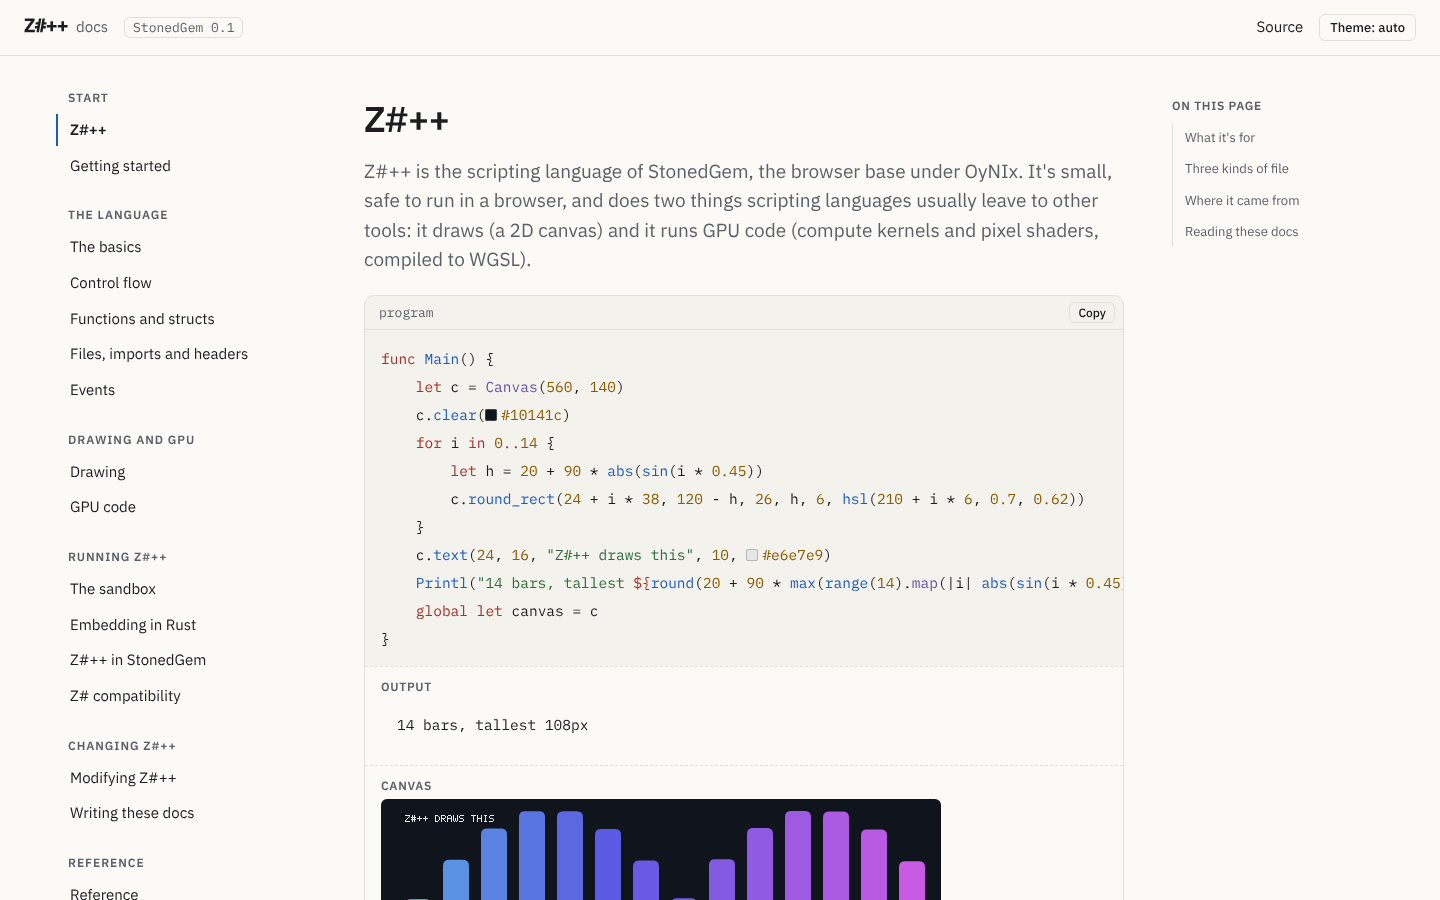 Z#++ docs StonedGem 0.1
Source Theme: auto
START
Z#++
Getting started
THE LANGUAGE
The basics
Control flow
Functions and structs
Files, imports and headers
Events
DRAWING AND GPU
Drawing
GPU code
RUNNING Z#++
The sandbox
Embedding in Rust
Z#++ in StonedGem
Z# compatibility
CHANGING Z#++
Modifying Z#++
Writing these docs
REFERENCE
Reference
Z#++
Z#++ is the scripting language of StonedGem, the browser base under OyNIx. It's small,
safe to run in a browser, and does two things scripting languages usually leave to other
tools: it draws (a 2D canvas) and it runs GPU code (compute kernels and pixel shaders,
compiled to WGSL).
program Copy
func Main() {
    let c = Canvas(560, 140)
    c.clear(#10141c)
    for i in 0..14 {
        let h = 20 + 90 * abs(sin(i * 0.45))
        c.round_rect(24 + i * 38, 120 - h, 26, h, 6, hsl(210 + i * 6, 0.7, 0.62))
    }
    c.text(24, 16, "Z#++ draws this", 10, #e6e7e9)
    Printl("14 bars, tallest ${round(20 + 90 * max(range(14).map(|i| abs(sin(i * 0.45
    global let canvas = c
}
OUTPUT
14 bars, tallest 108px
CANVAS
Z#++ DRAWS THIS
ON THIS PAGE
What it's for
Three kinds of file
Where it came from
Reading these docs